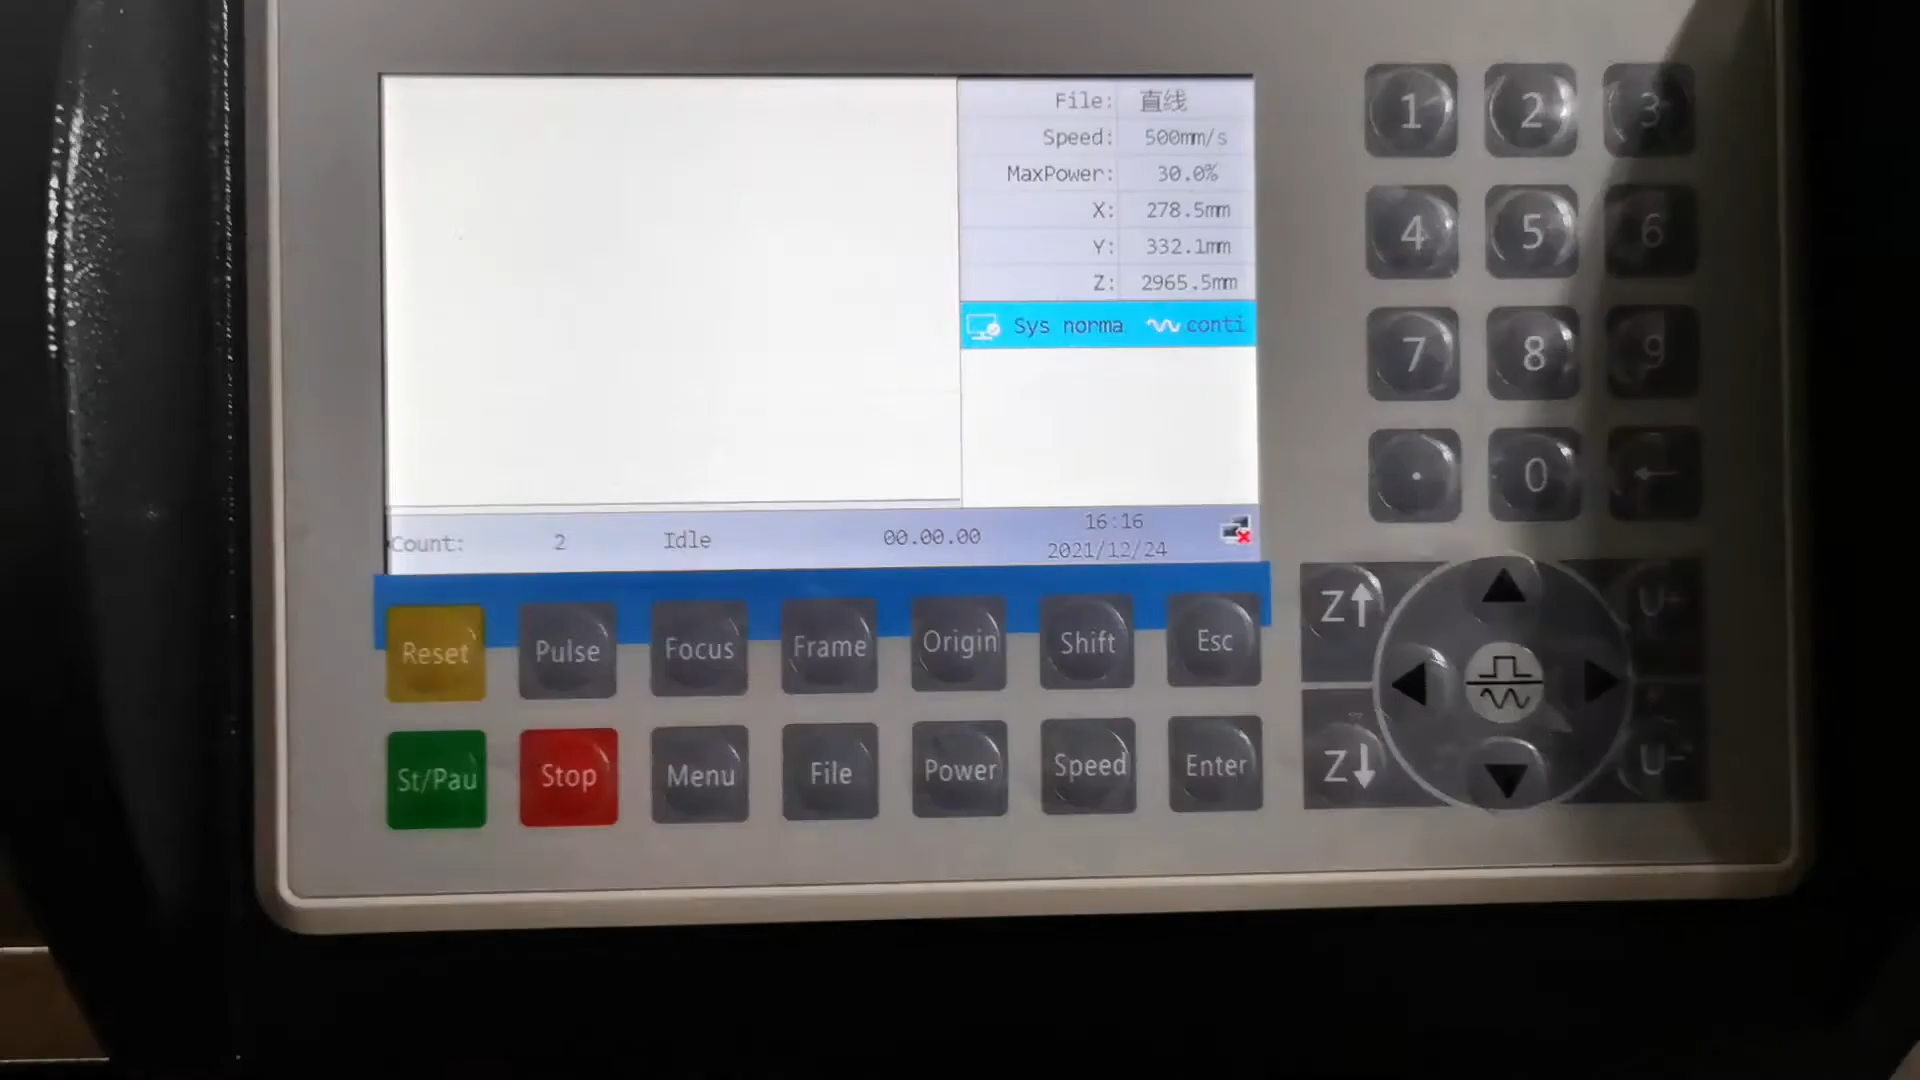 File: 直线
Speed: 500mm/s
MaxPower: 30.0%
X: 278.5mm
Y: 332.1mm
Z: 2965.5mm
Sys norma conti
Count: 2 Idle 00.00.00 16:16
2021/12/24
1 2 3
4 5 6
7 8 9
. 0 ←
Reset Pulse Focus Frame Origin Shift Esc
St/Pau Stop Menu File Power Speed Enter
Z↑ U+
Z↓ U-